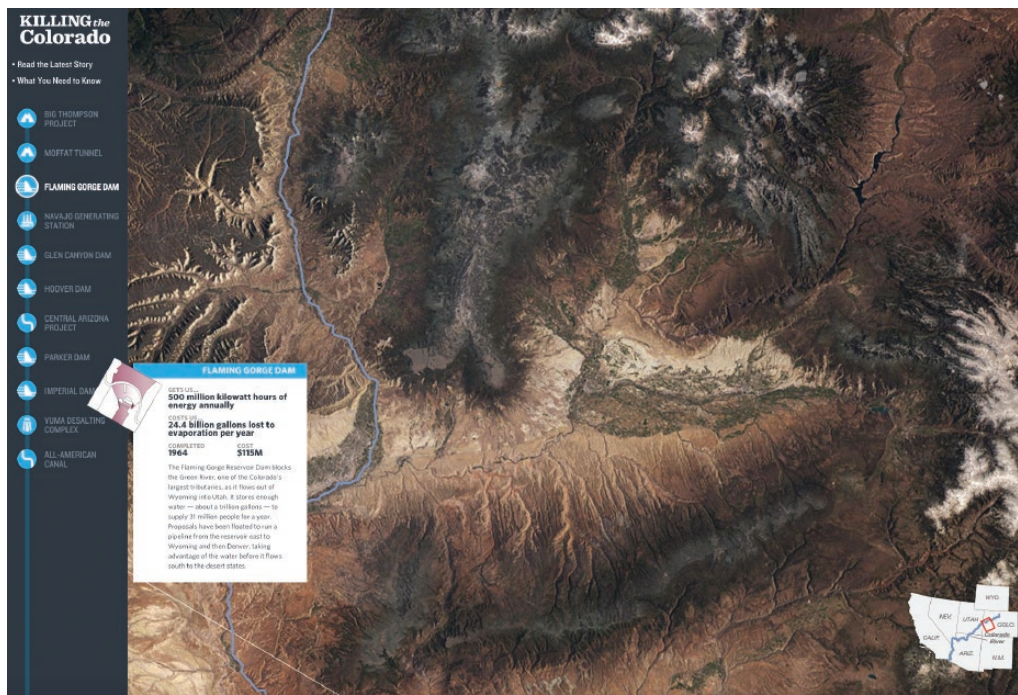 KILLING the
Colorado
• Read the Latest Story
• What You Need to Know
BIG THOMPSON
PROJECT
MOFFAT TUNNEL
FLAMING GORGE DAM
NAVAJO GENERATING
STATION
GLEN CANYON DAM
HOOVER DAM
CENTRAL ARIZONA
PROJECT
PARKER DAM
IMPERIAL DAM
YUMA DESALTING
COMPLEX
ALL-AMERICAN
CANAL
FLAMING GORGE DAM
GETS US...
500 million kilowatt hours of
energy annually
COSTS US...
24.4 billion gallons lost to
evaporation per year
COMPLETED COST
1964 $115M
The Flaming Gorge Reservoir Dam blocks
the Green River, one of the Colorado's
largest tributaries, as it flows out of
Wyoming into Utah. It stores enough
water — about a trillion gallons — to
supply 31 million people for a year.
Proposals have been floated to run a
pipeline from the reservoir east to
Wyoming and then Denver, taking
advantage of the water before it flows
south to the desert states.
WYO.
NEV.
UTAH
COLO.
CALIF.
Colorado
River
ARIZ.
N.M.